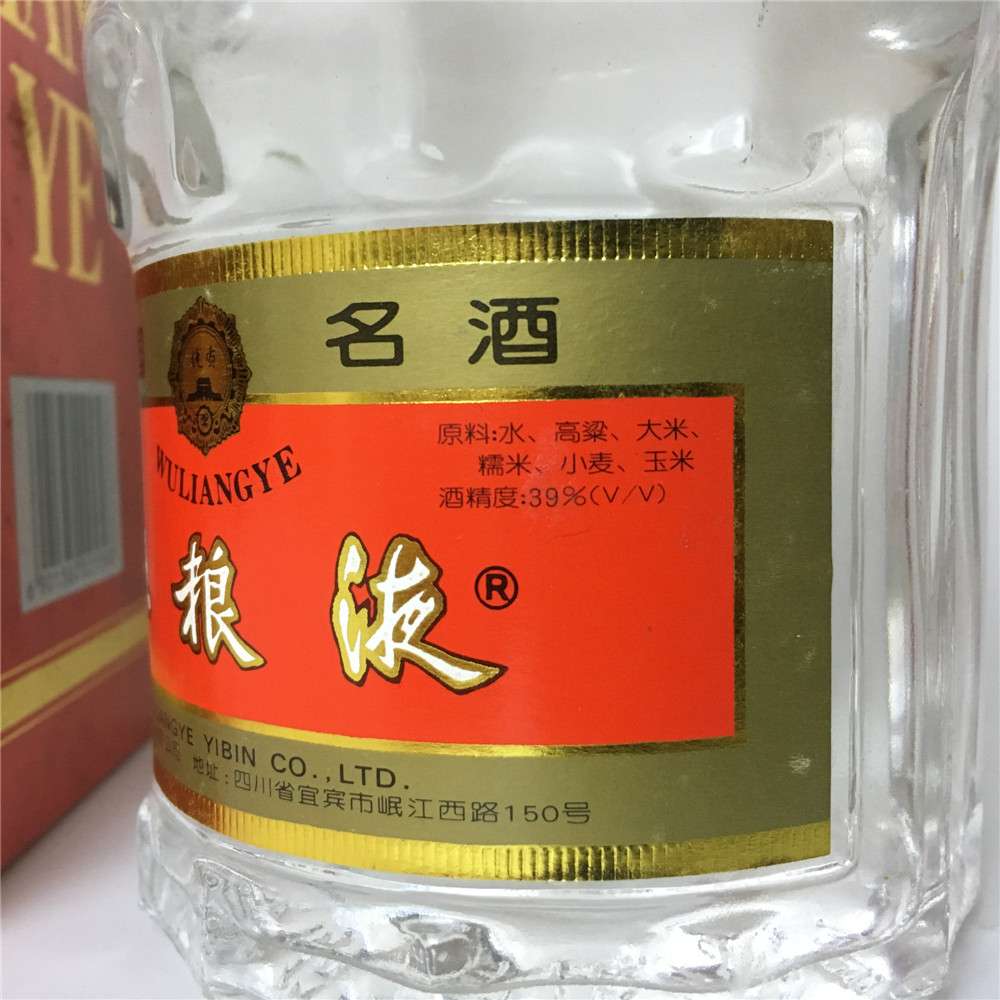 YE
名酒
WULIANGYE
原料:水、高粱、大米、
糯米、小麦、玉米
酒精度:39%(V/V)
粮液®
YIBIN CO.,LTD.
地址:四川省宜宾市岷江西路150号